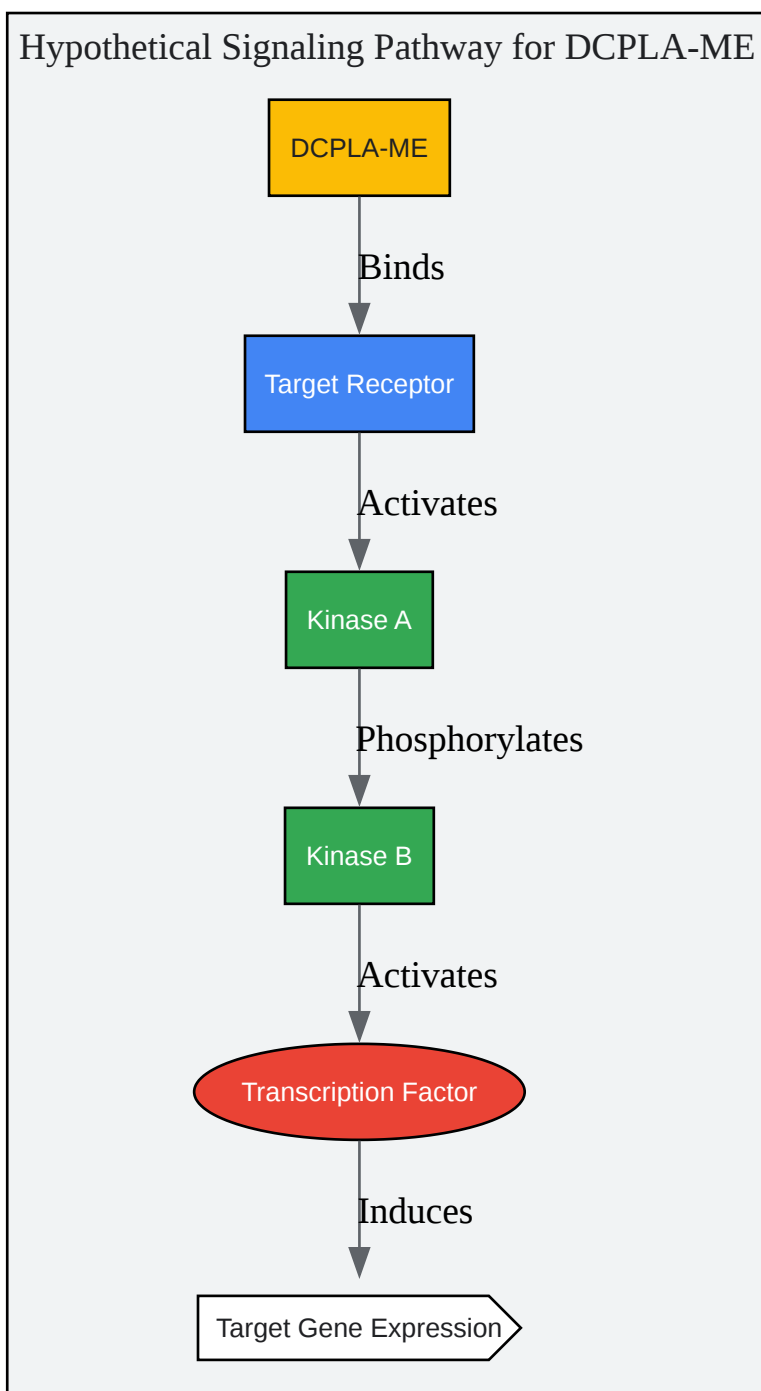 Hypothetical Signaling Pathway for DCPLA-ME
DCPLA-ME
Binds
Target Receptor
Activates
Kinase A
Phosphorylates
Kinase B
Activates
Transcription Factor
Induces
Target Gene Expression